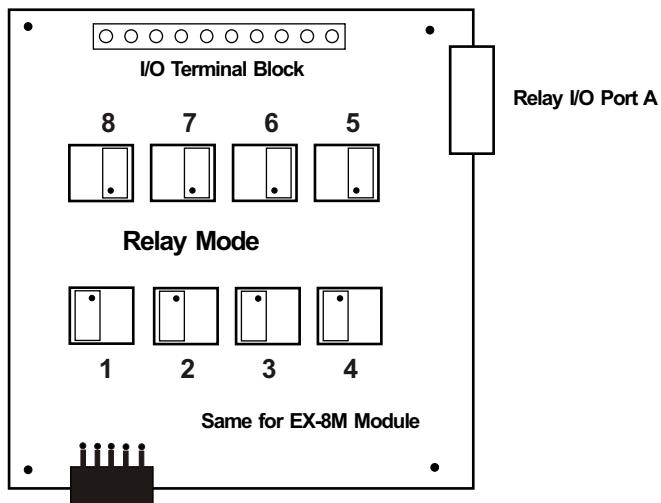 I/O Terminal Block
Relay I/O Port A
8 7 6 5
Relay Mode
1 2 3 4
Same for EX-8M Module